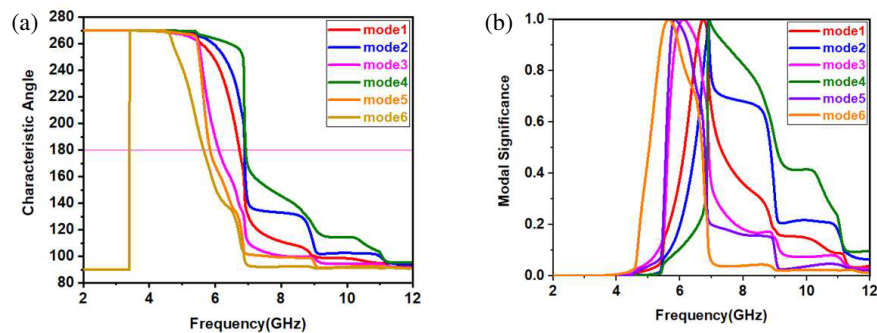 (a)
280
260
240
220
200
180
160
140
120
100
80
Characteristic Angle
mode1
mode2
mode3
mode4
mode5
mode6
2 4 6 8 10 12
Frequency(GHz)
(b)
1.0
0.8
0.6
0.4
0.2
0.0
Modal Significance
mode1
mode2
mode3
mode4
mode5
mode6
2 4 6 8 10 12
Frequency(GHz)